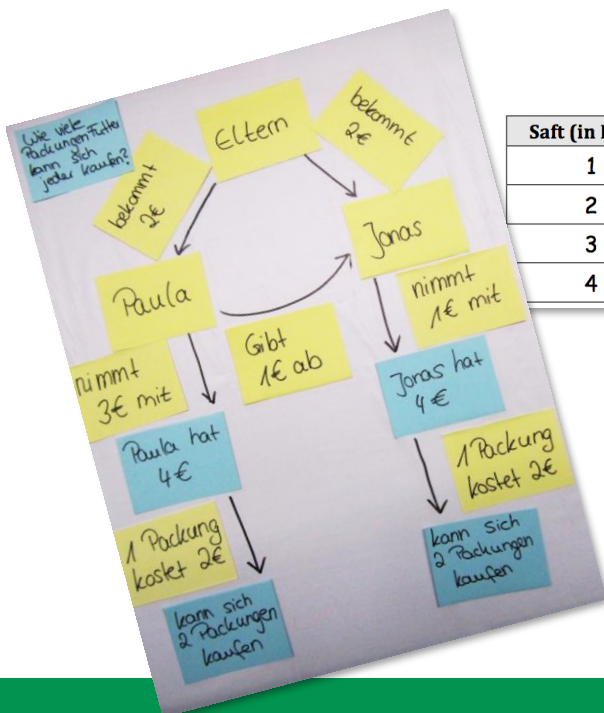 Wie viele
Packungen Futter
kann sich
jeder kaufen?
Eltern
bekommt
2€
bekommt
2€
Paula
Jonas
Gibt
1€ ab
nimmt
3€ mit
nimmt
1€ mit
Paula hat
4€
Jonas hat
4€
1 Packung
kostet 2€
1 Packung
kostet 2€
kann sich
2 Packungen
kaufen
kann sich
2 Packungen
kaufen
Saft (in
1
2
3
4